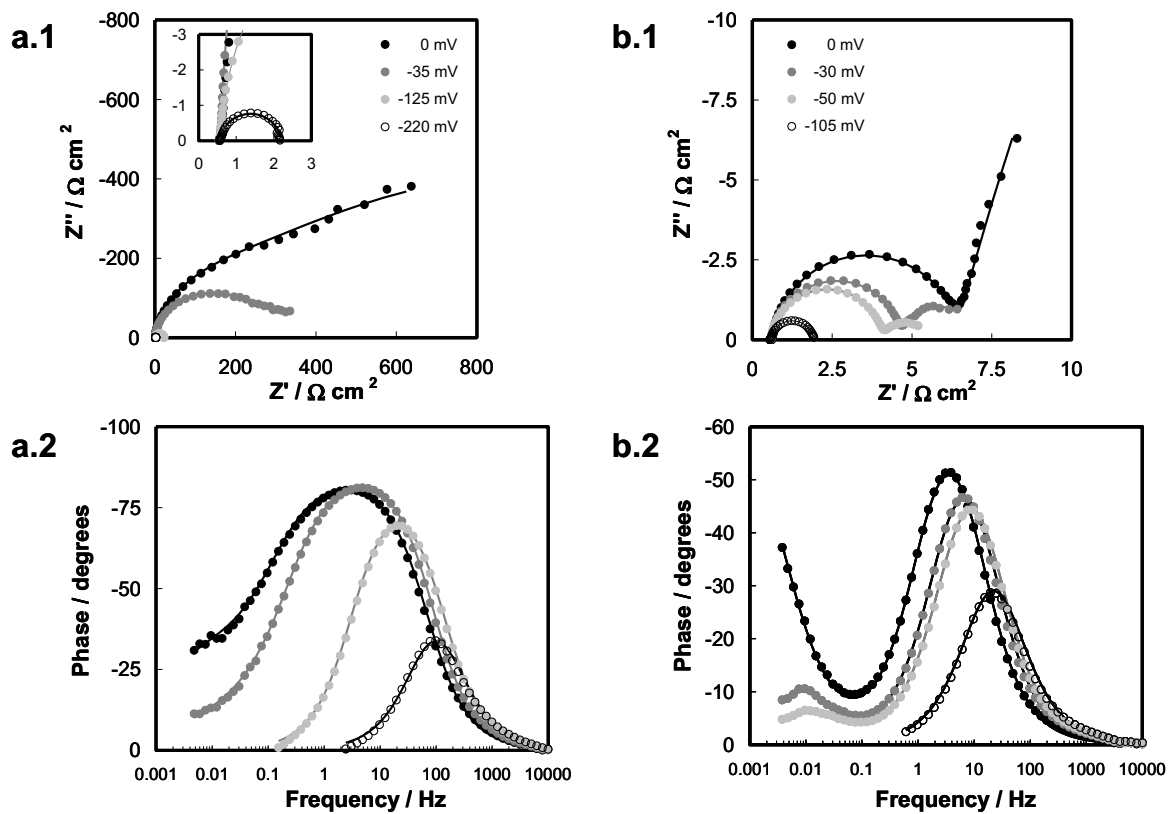 a.1
-800
-600
-400
-200
0
0 200 400 600 800
Z'' / Ω cm 2
Z' / Ω cm 2
-3
-2
-1
0
0 1 2 3
0 mV
-35 mV
-125 mV
-220 mV
b.1
-10
-7.5
-5
-2.5
0
0 2.5 5 7.5 10
Z'' / Ω cm 2
Z' / Ω cm2
0 mV
-30 mV
-50 mV
-105 mV
a.2
-100
-75
-50
-25
0
0.001 0.01 0.1 1 10 100 1000 10000
Phase / degrees
Frequency / Hz
b.2
-60
-50
-40
-30
-20
-10
0
0.001 0.01 0.1 1 10 100 1000 10000
Phase / degrees
Frequency / Hz